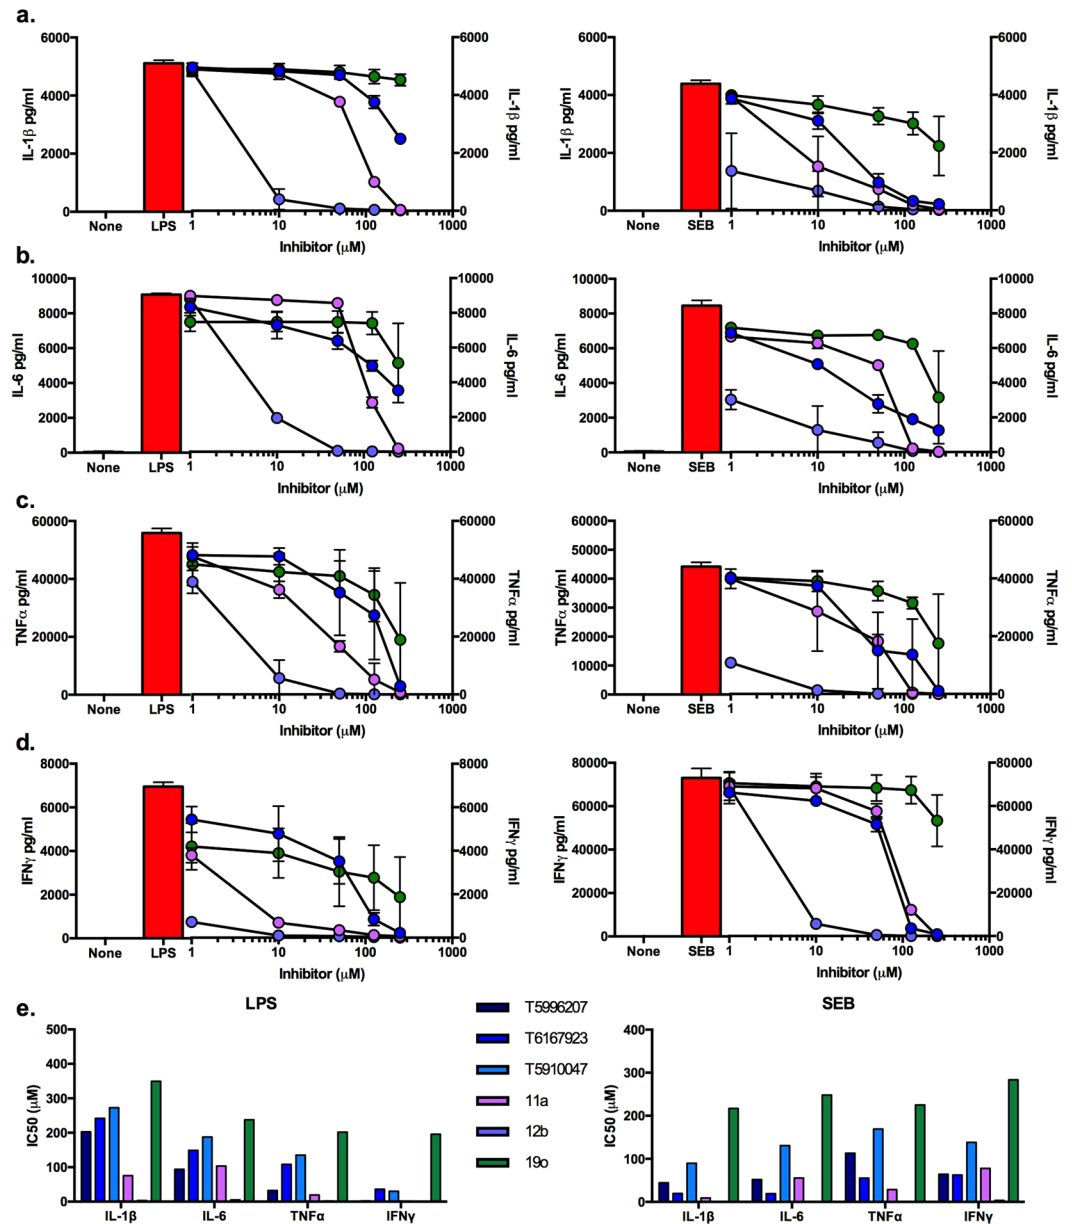 a.
6000
4000
2000
0
IL-1β pg/ml
None
LPS
1
10
100
1000
Inhibitor (μM)
6000
4000
2000
0
IL-1β pg/ml
6000
5000
4000
3000
2000
1000
0
IL-1β pg/ml
None
SEB
1
10
100
1000
Inhibitor (μM)
6000
4000
2000
0
IL-1β pg/ml
b.
10000
8000
6000
4000
2000
0
IL-6 pg/ml
None
LPS
1
10
100
1000
Inhibitor (μM)
10000
8000
6000
4000
2000
0
IL-6 pg/ml
10000
8000
6000
4000
2000
0
IL-6 pg/ml
None
SEB
1
10
100
1000
Inhibitor (μM)
10000
8000
6000
4000
2000
0
IL-6 pg/ml
c.
60000
40000
20000
0
TNFα pg/ml
None
LPS
1
10
100
1000
Inhibitor (μM)
60000
40000
20000
0
TNFα pg/ml
60000
50000
40000
30000
20000
10000
0
TNFα pg/ml
None
SEB
1
10
100
1000
Inhibitor (μM)
60000
40000
20000
0
TNFα pg/ml
d.
8000
6000
4000
2000
0
IFNγ pg/ml
None
LPS
1
10
100
1000
Inhibitor (μM)
8000
6000
4000
2000
0
IFNγ pg/ml
80000
60000
40000
20000
0
IFNγ pg/ml
None
SEB
1
10
100
1000
Inhibitor (μM)
80000
60000
40000
20000
0
IFNγ pg/ml
e.
LPS
500
400
300
200
100
0
IC50 (μM)
IL-1β
IL-6
TNFα
IFNγ
T5996207
T6167923
T5910047
11a
12b
19o
SEB
400
300
200
100
0
IC50 (μM)
IL-1β
IL-6
TNFα
IFNγ